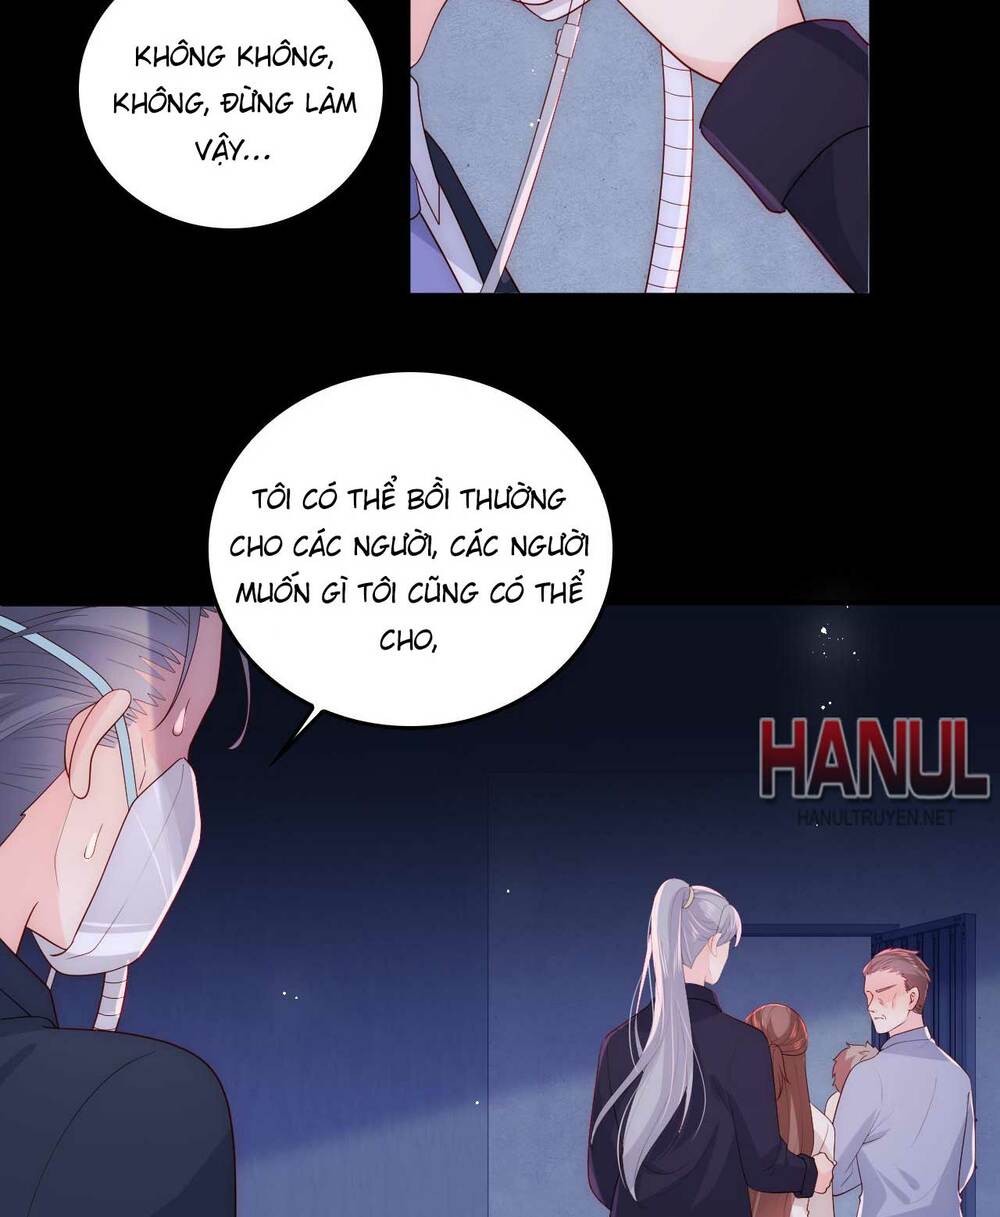 KHÔNG KHÔNG,
KHÔNG, ĐỪNG LÀM
VẬY...
TÔI CÓ THỂ BỒI THƯỜNG
CHO CÁC NGƯỜI, CÁC NGƯỜI
MUỐN GÌ TÔI CŨNG CÓ THỂ
CHO,
HANUL
HANULTRUYEN.NET